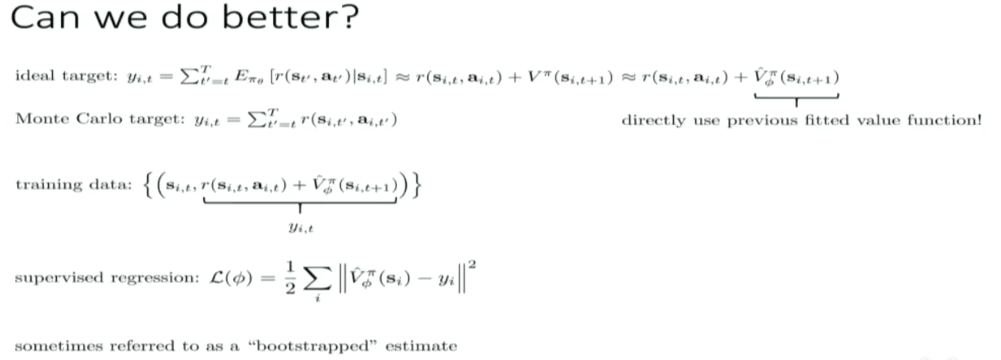 Can we do better?
ideal target: $y_{i,t} = \sum_{t'=t}^{T} E_{\pi_\theta}[r(\mathbf{s}_{t'}, \mathbf{a}_{t'})|\mathbf{s}_{i,t}] \approx r(\mathbf{s}_{i,t}, \mathbf{a}_{i,t}) + V^\pi(\mathbf{s}_{i,t+1}) \approx r(\mathbf{s}_{i,t}, \mathbf{a}_{i,t}) + \hat{V}_\phi^\pi(\mathbf{s}_{i,t+1})$
Monte Carlo target: $y_{i,t} = \sum_{t'=t}^{T} r(\mathbf{s}_{i,t'}, \mathbf{a}_{i,t'})$ directly use previous fitted value function!
training data: $\left\{\left(\mathbf{s}_{i,t}, r(\mathbf{s}_{i,t}, \mathbf{a}_{i,t}) + \hat{V}_\phi^\pi(\mathbf{s}_{i,t+1})\right)\right\}$
$y_{i,t}$
supervised regression: $\mathcal{L}(\phi) = \frac{1}{2} \sum_i \left\| \hat{V}_\phi^\pi(\mathbf{s}_i) - y_i \right\|^2$
sometimes referred to as a “bootstrapped” estimate